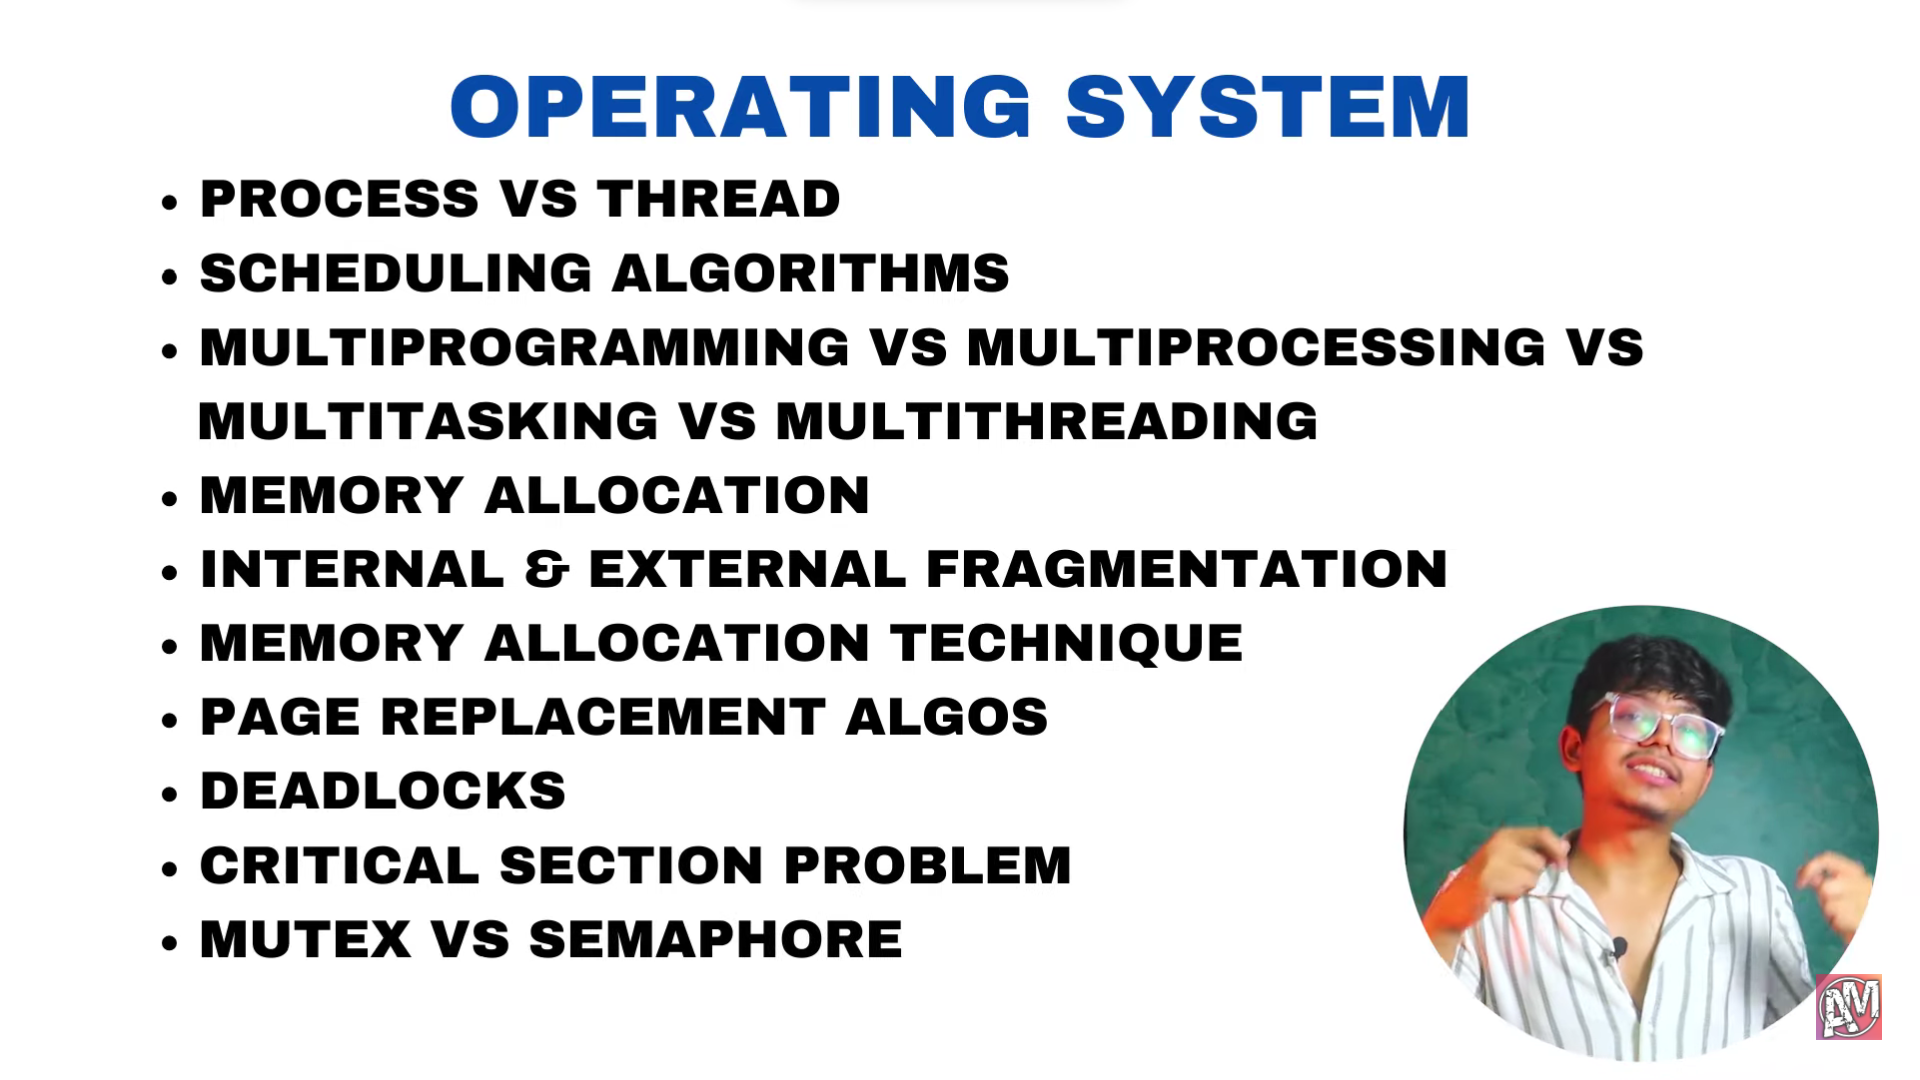 OPERATING SYSTEM
• PROCESS VS THREAD
• SCHEDULING ALGORITHMS
• MULTIPROGRAMMING VS MULTIPROCESSING VS
MULTITASKING VS MULTITHREADING
• MEMORY ALLOCATION
• INTERNAL & EXTERNAL FRAGMENTATION
• MEMORY ALLOCATION TECHNIQUE
• PAGE REPLACEMENT ALGOS
• DEADLOCKS
• CRITICAL SECTION PROBLEM
• MUTEX VS SEMAPHORE
AM